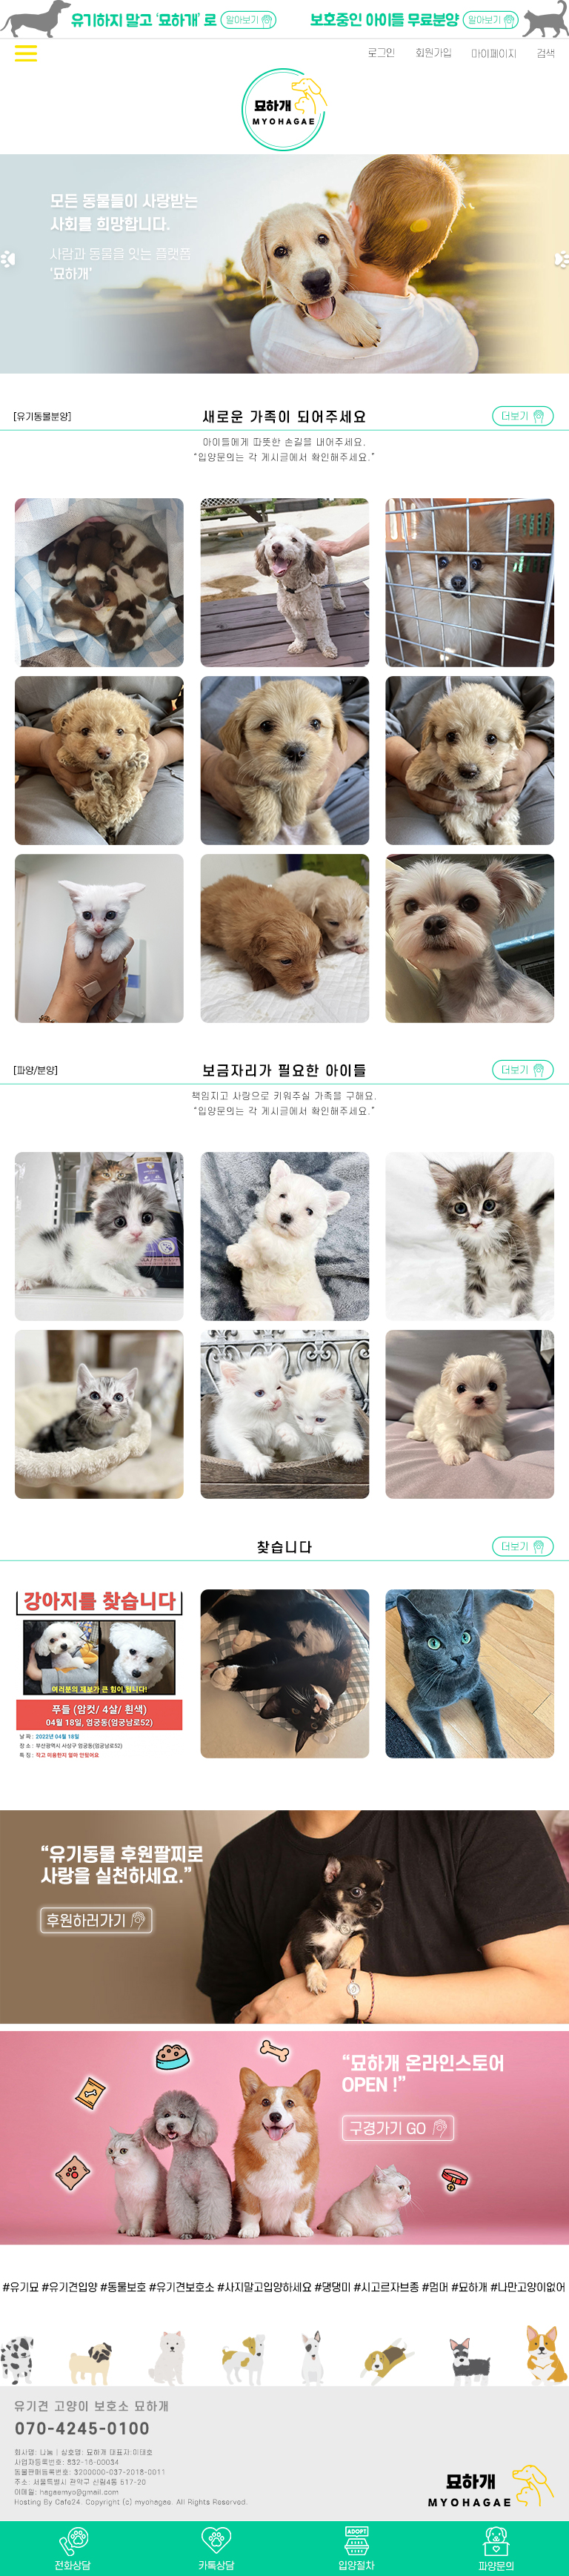 유기하지 말고 '묘하개' 로 알아보기
보호중인 아이들 무료분양 알아보기
로그인 회원가입 마이페이지 검색
묘하개
MYOHAGAE
모든 동물들이 사랑받는
사회를 희망합니다.
사람과 동물을 잇는 플랫폼
'묘하개'
[유기동물분양] 새로운 가족이 되어주세요 더보기
아이들에게 따뜻한 손길을 내어주세요.
"입양문의는 각 게시글에서 확인해주세요."
[파양/분양] 보금자리가 필요한 아이들 더보기
책임지고 사랑으로 키워주실 가족을 구해요.
"입양문의는 각 게시글에서 확인해주세요."
찾습니다 더보기
강아지를 찾습니다
여러분의 제보가 큰 힘이 됩니다!
푸들 (암컷/ 4살/ 흰색)
04월 18일, 엄궁동(엄궁남로52)
날 짜 : 2022년 04월 18일
장 소 : 부산광역시 사상구 엄궁동(엄궁남로52)
특 징 : 작고 미용한지 얼마 안됐어요
"유기동물 후원팔찌로
사랑을 실천하세요."
후원하러가기
"묘하개 온라인스토어
OPEN !"
구경가기 GO
#유기묘 #유기견입양 #동물보호 #유기견보호소 #사지말고입양하세요 #댕댕미 #시고르자브종 #멈머 #묘하개 #나만고양이없어
유기견 고양이 보호소 묘하개
070-4245-0100
회사명: 나눔 | 상호명: 묘하개 대표자:이태호
사업자등록번호: 832-16-00034
동물판매등록번호: 3200000-037-2018-0011
주소: 서울특별시 관악구 신림4동 517-20
이메일: hagaemyo@gmail.com
Hosting By Cafe24. Copyright (c) myohagae. All Rights Reserved.
묘하개
MYOHAGAE
ADOPT
전화상담 카톡상담 입양절차 파양문의